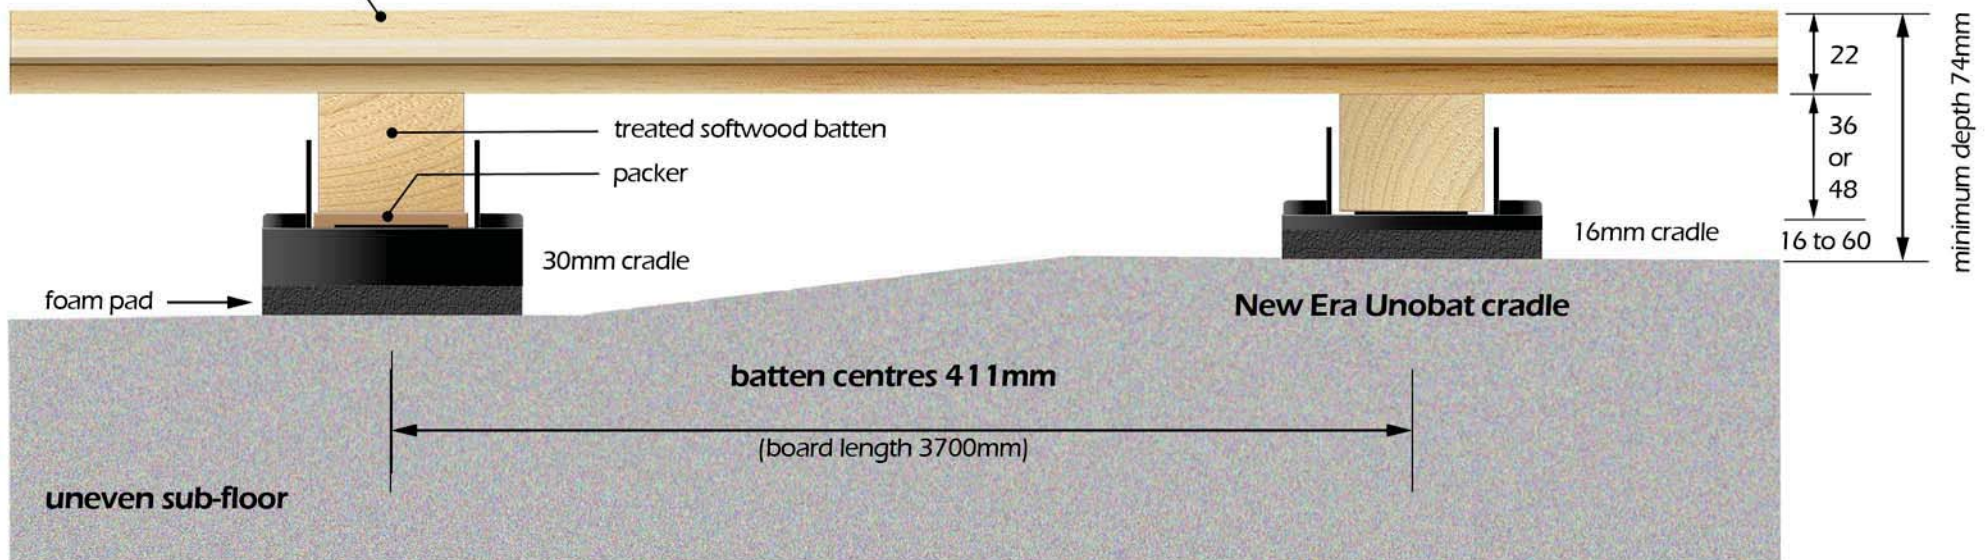 22
minimum depth 74mm
treated softwood batten
36
or
48
packer
16mm cradle
16 to 60
30mm cradle
foam pad
New Era Unobat cradle
batten centres 411mm
(board length 3700mm)
uneven sub-floor